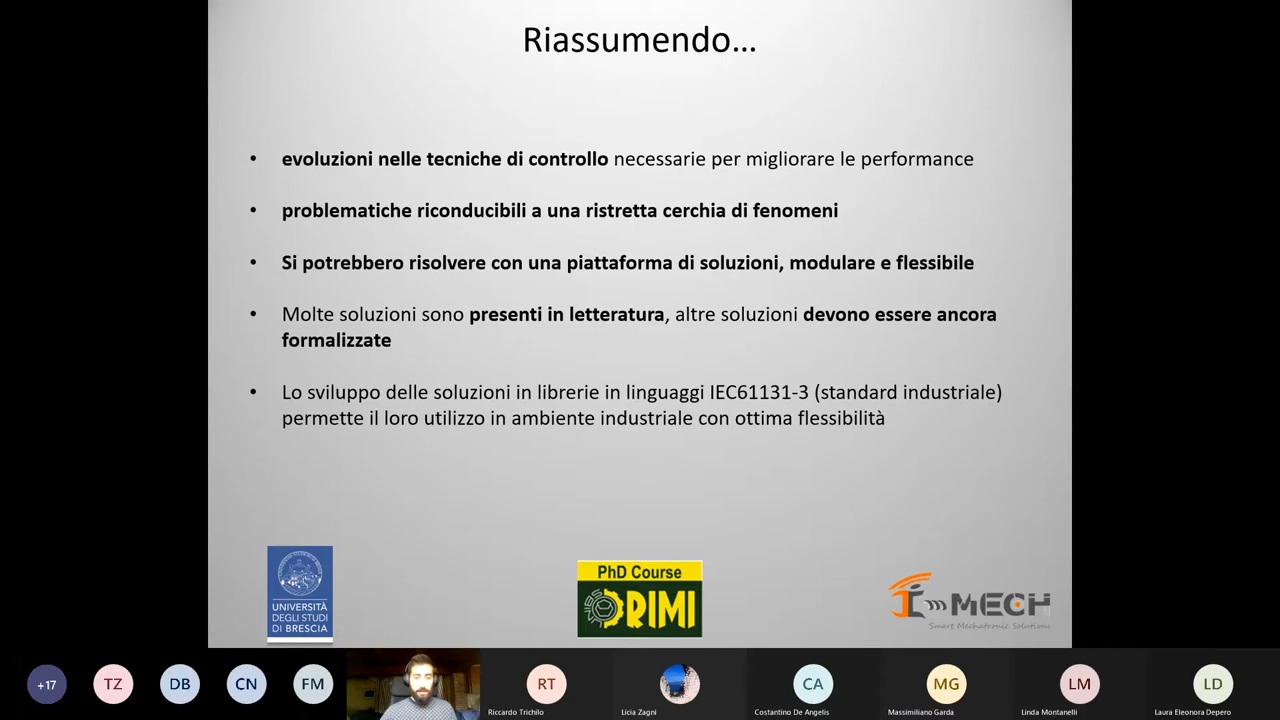 Riassumendo...
• evoluzioni nelle tecniche di controllo necessarie per migliorare le performance
• problematiche riconducibili a una ristretta cerchia di fenomeni
• Si potrebbero risolvere con una piattaforma di soluzioni, modulare e flessibile
• Molte soluzioni sono presenti in letteratura, altre soluzioni devono essere ancora
formalizzate
• Lo sviluppo delle soluzioni in librerie in linguaggi IEC61131-3 (standard industriale)
permette il loro utilizzo in ambiente industriale con ottima flessibilità
UNIVERSITÀ
DEGLI STUDI
DI BRESCIA
PhD Course
DRIMI
I-MECH
Smart Mechatronic Solutions
+17
TZ
DB
CN
FM
RT
Riccardo Trichilo
Licia Zagni
CA
Costantino De Angelis
MG
Massimiliano Garda
LM
Linda Montanelli
LD
Laura Eleonora Depero